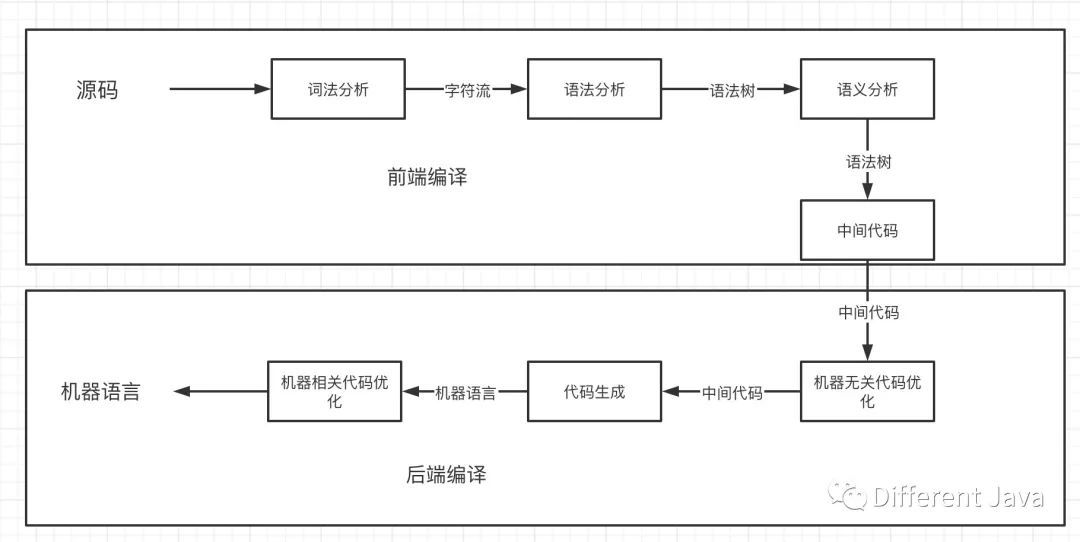 源码
词法分析
字符流
语法分析
语法树
语义分析
语法树
前端编译
中间代码
中间代码
机器无关代码优
化
中间代码
代码生成
机器语言
机器相关代码优
化
机器语言
后端编译
Different Java